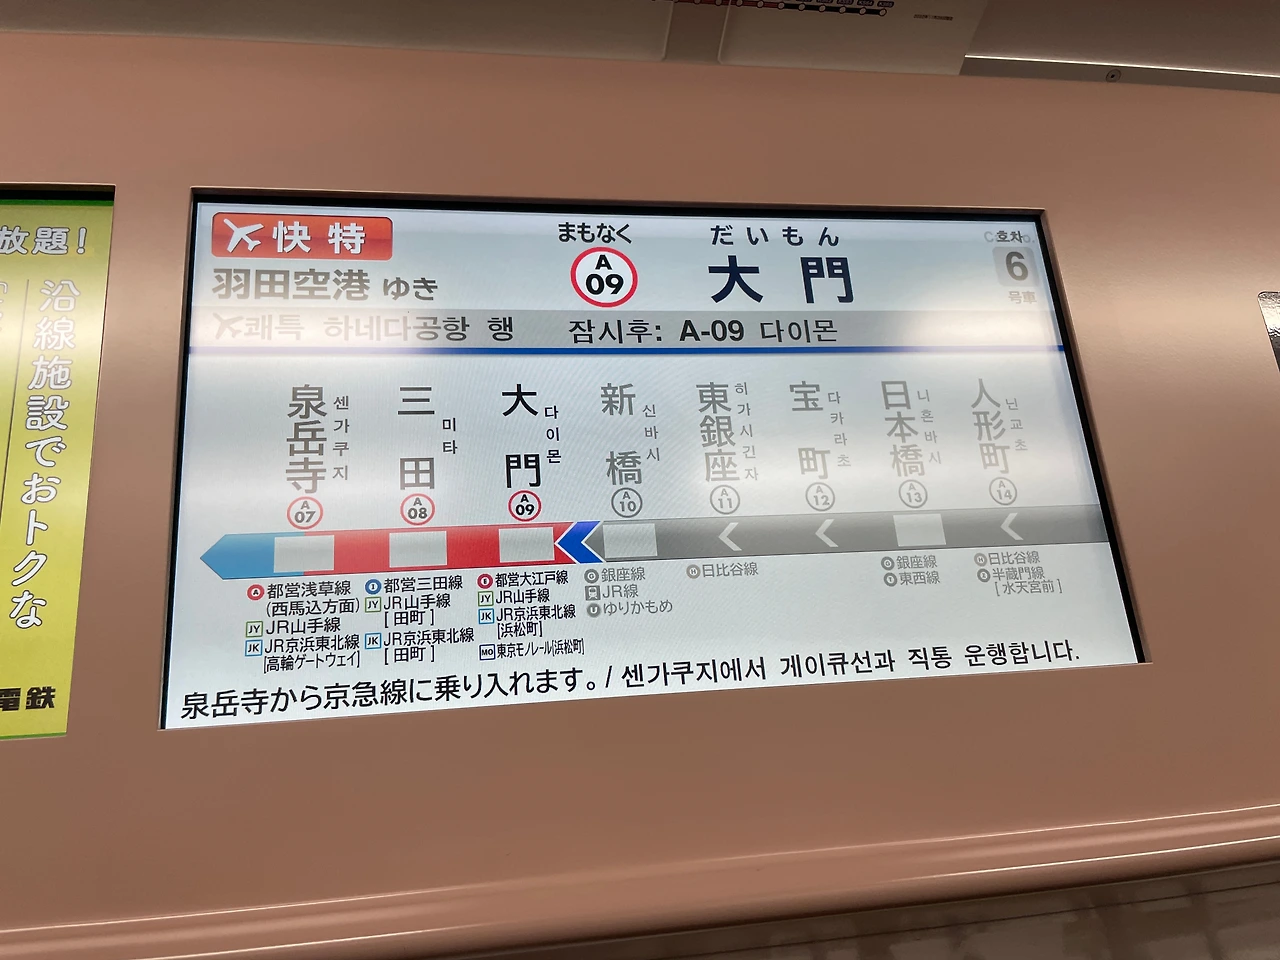 放題!
沿線施設でおトクな
電鉄
快特
まもなく
だいもん
羽田空港 ゆき
A
09
大門
호차
6
号車
쾌특 하네다공항 행
잠시후: A-09 다이몬
泉岳寺
센가쿠지
三田
미타
大門
다이몬
新橋
신바시
東銀座
히가시긴자
宝町
다카라초
日本橋
니혼바시
人形町
닌교초
A
07
A
08
A
09
A
10
A
11
A
12
A
13
A
14
A 都営浅草線
(西馬込方面)
JY JR山手線
JK JR京浜東北線
[高輪ゲートウェイ]
I 都営三田線
JY JR山手線
[田町]
JK JR京浜東北線
[田町]
E 都営大江戸線
JY JR山手線
JK JR京浜東北線
[浜松町]
MO 東京モノレール[浜松町]
G 銀座線
JR線
U ゆりかもめ
H 日比谷線
G 銀座線
T 東西線
H 日比谷線
Z 半蔵門線
[水天宮前]
泉岳寺から京急線に乗り入れます。/ 센가쿠지에서 게이큐선과 직통 운행합니다.